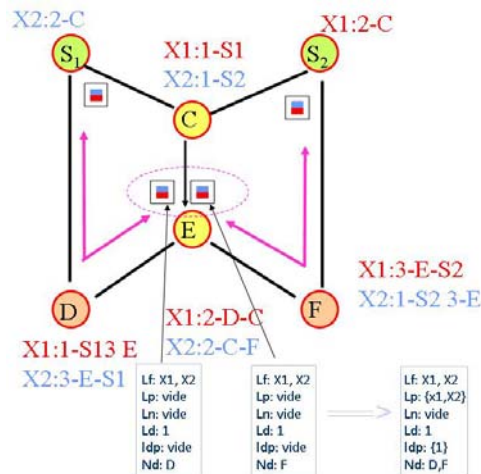 X2:2-C
X1:2-C
S1
S2
X1:1-S1
X2:1-S2
C
E
D
F
X1:3-E-S2
X2:1-S2 3-E
X1:2-D-C
X2:2-C-F
X1:1-S13 E
X2:3-E-S1
Lf: X1, X2
Lp: vide
Ln: vide
Ld: 1
Idp: vide
Nd: D
Lf: X1, X2
Lp: vide
Ln: vide
Ld: 1
Idp: vide
Nd: F
Lf: X1, X2
Lp: {x1,X2}
Ln: vide
Ld: 1
Idp: {1}
Nd: D,F